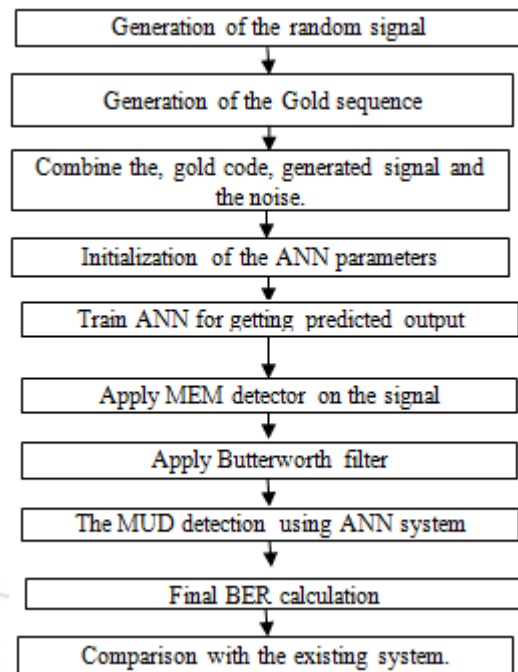 Generation of the random signal
Generation of the Gold sequence
Combine the, gold code, generated signal and
the noise.
Initialization of the ANN parameters
Train ANN for getting predicted output
Apply MEM detector on the signal
Apply Butterworth filter
The MUD detection using ANN system
Final BER calculation
Comparison with the existing system.